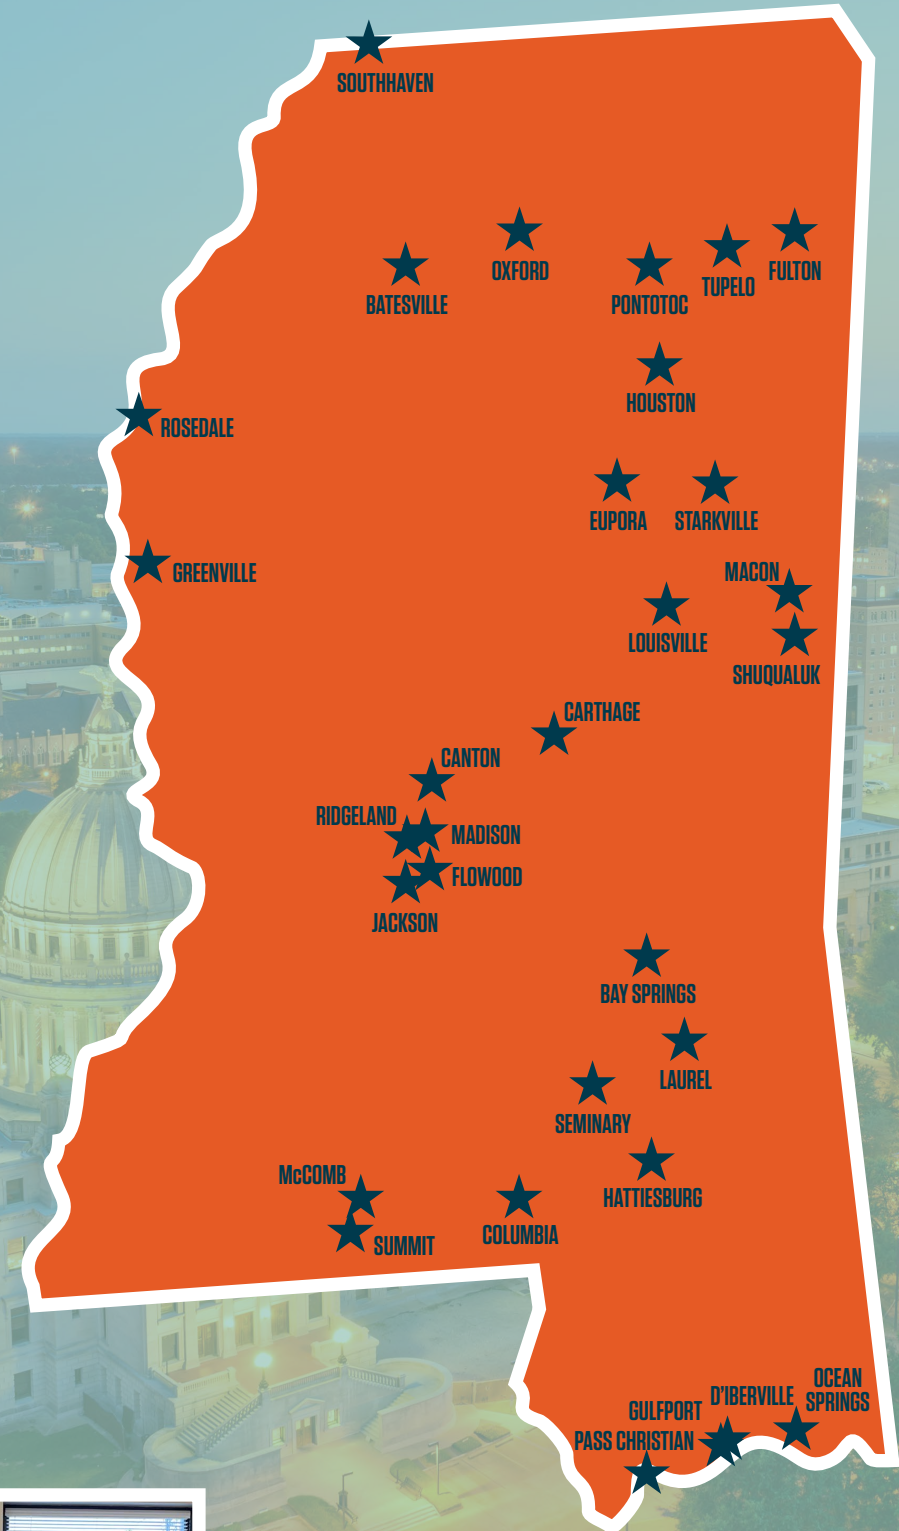 SOUTHHAVEN
OXFORD
BATESVILLE
PONTOTOC
TUPELO
FULTON
HOUSTON
ROSEDALE
EUPORA
STARKVILLE
GREENVILLE
MACON
LOUISVILLE
SHUQUALUK
CARTHAGE
CANTON
RIDGELAND
MADISON
FLOWOOD
JACKSON
BAY SPRINGS
LAUREL
SEMINARY
McCOMB
HATTIESBURG
SUMMIT
COLUMBIA
OCEAN
SPRINGS
D'IBERVILLE
GULFPORT
PASS CHRISTIAN